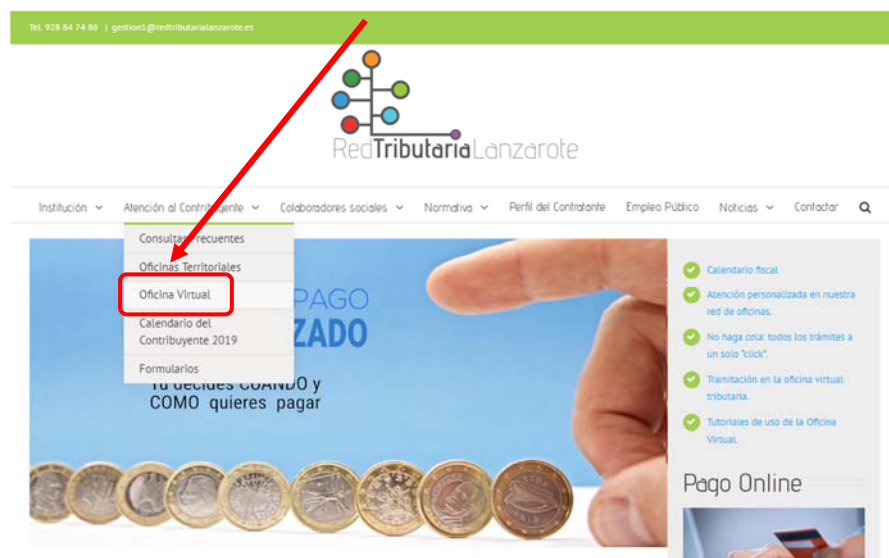 Tel. 928 84 74 86 | gestion1@redtributarialanzarote.es
RedTributariaLanzarote
Institución Atención al Contribuyente Colaboradores sociales Normativa Perfil del Contratante Empleo Público Noticias Contactar
Consultas Frecuentes
Oficinas Territoriales
Oficina Virtual
Calendario del
Contribuyente 2019
Formularios
PAGO
ZADO
Tu decides CUANDO y
COMO quieres pagar
Calendario fiscal
Atención personalizada en nuestra
red de oficinas.
No haga cola: todos los trámites a
un solo "click".
Tramitación en la oficina virtual
tributaria.
Tutoriales de uso de la Oficina
Virtual.
Pago Online